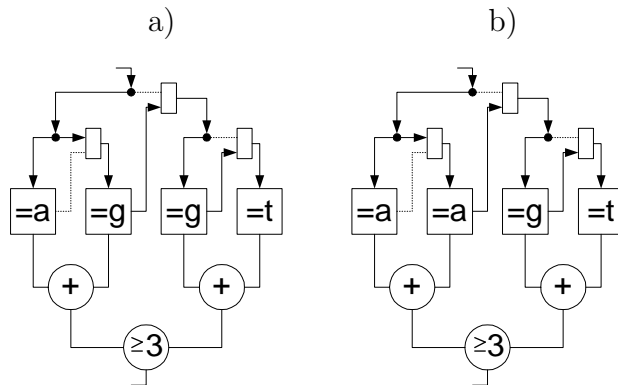 a) b)
=a =g =g =t =a =a =g =t
+ + + +
≥3 ≥3